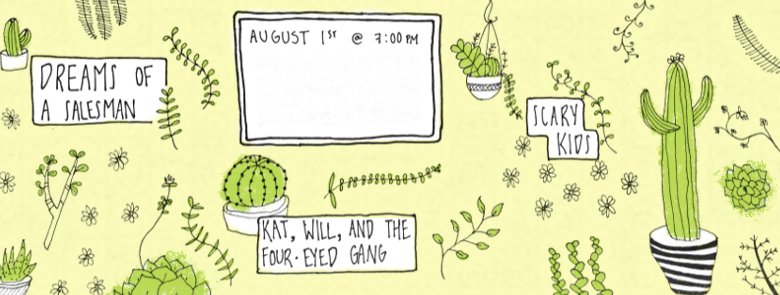 DREAMS OF
A SALESMAN
AUGUST 1ST @ 7:00 PM
SCARY
KIDS
KAT, WILL, AND THE
FOUR-EYED GANG